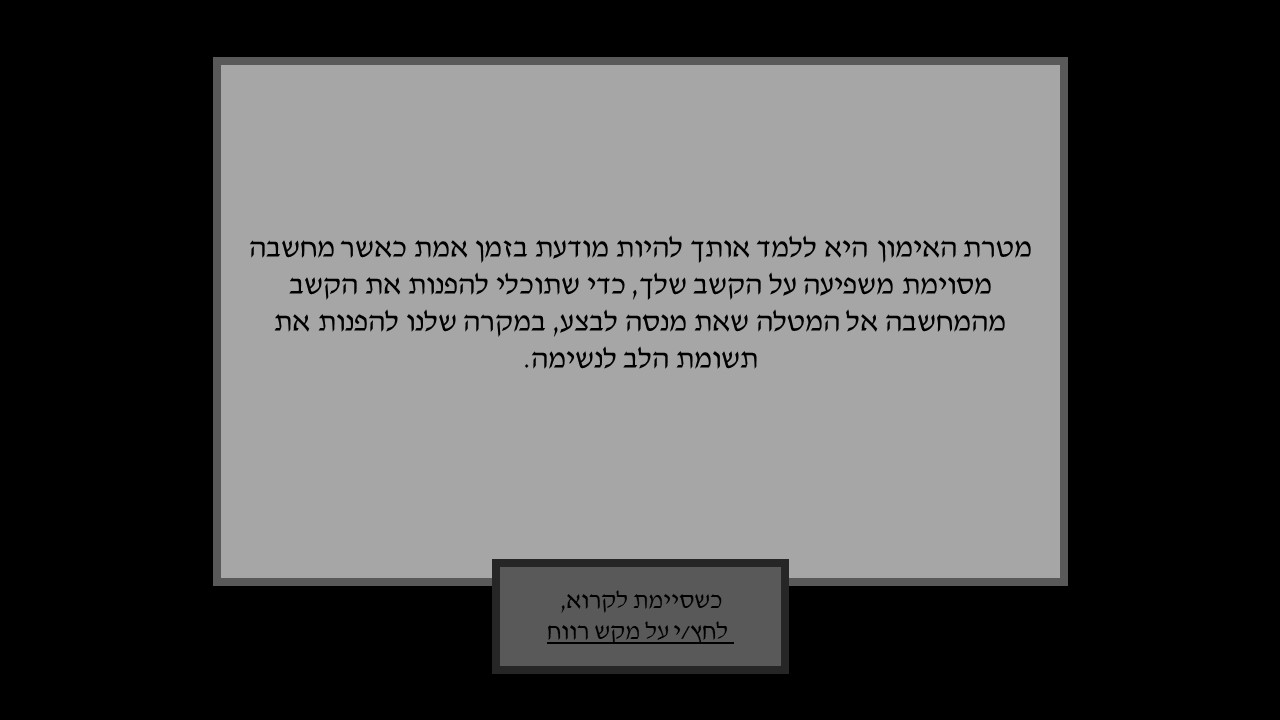 מטרת האימון היא ללמד אותך להיות מודעת בזמן אמת כאשר מחשבה
מסוימת משפיעה על הקשב שלך, כדי שתוכלי להפנות את הקשב
מהמחשבה אל המטלה שאת מנסה לבצע, במקרה שלנו להפנות את
תשומת הלב לנשימה.
כשסיימת לקרוא,
לחץ/י על מקש רווח